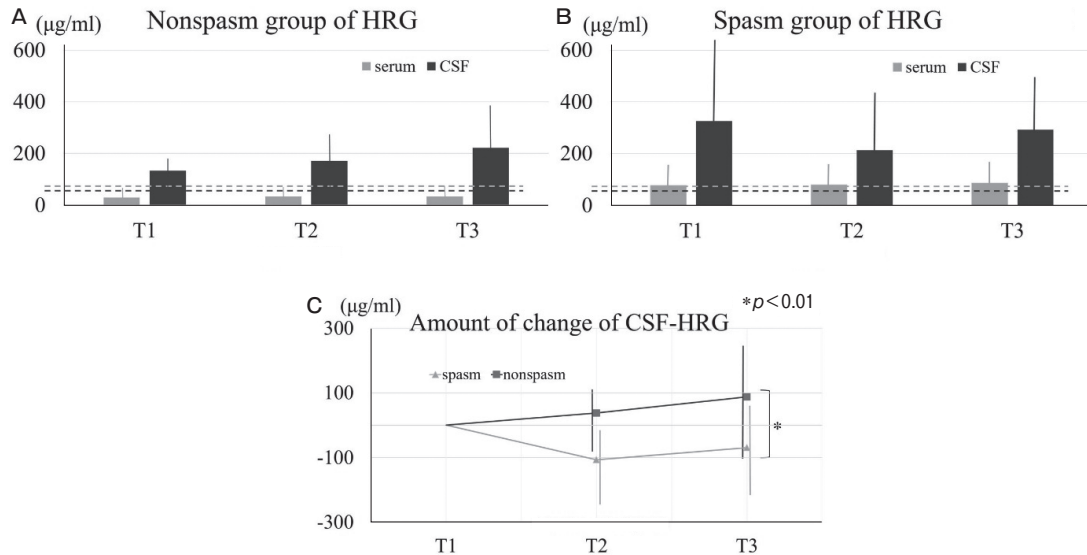 A (μg/ml) Nonspasm group of HRG
600
serum CSF
400
200
0
T1 T2 T3
B (μg/ml) Spasm group of HRG
600
serum CSF
400
200
0
T1 T2 T3
C (μg/ml) *p<0.01
Amount of change of CSF-HRG
300
spasm nonspasm
100
*
-100
-300
T1 T2 T3